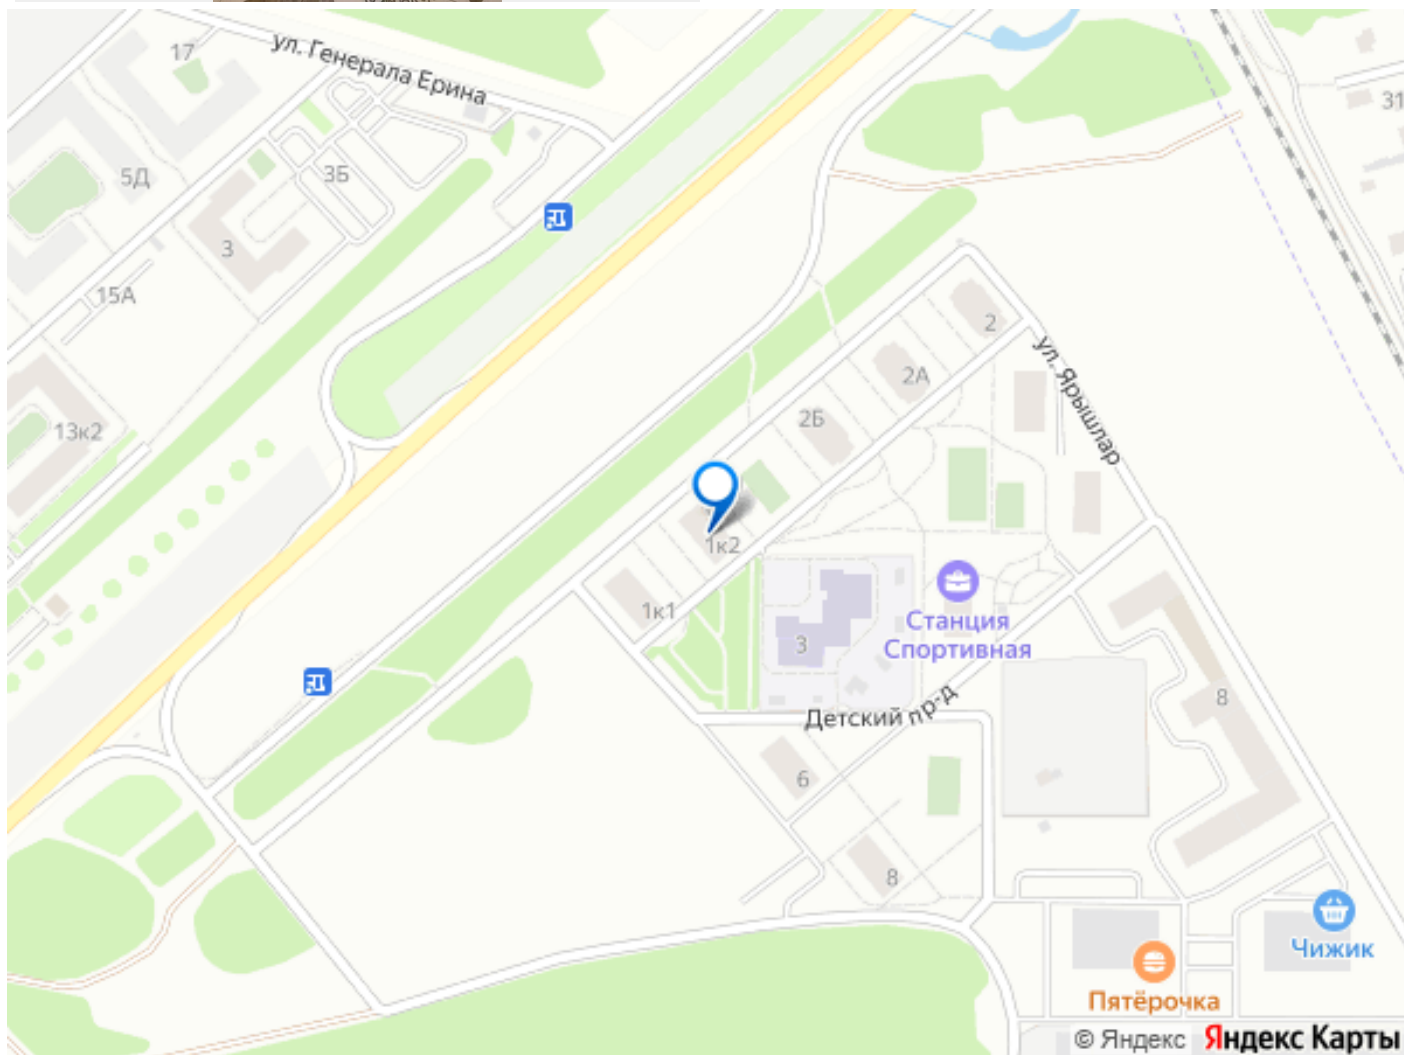 17
ул. Генерала Ерина
31
5Д
3Б
3
15А
2
ул. Ярышлар
2А
2Б
13к2
1к2
1к1
Станция
Спортивная
3
Детский пр-д
8
6
8
Чижик
Пятёрочка
© Яндекс Яндекс Карты